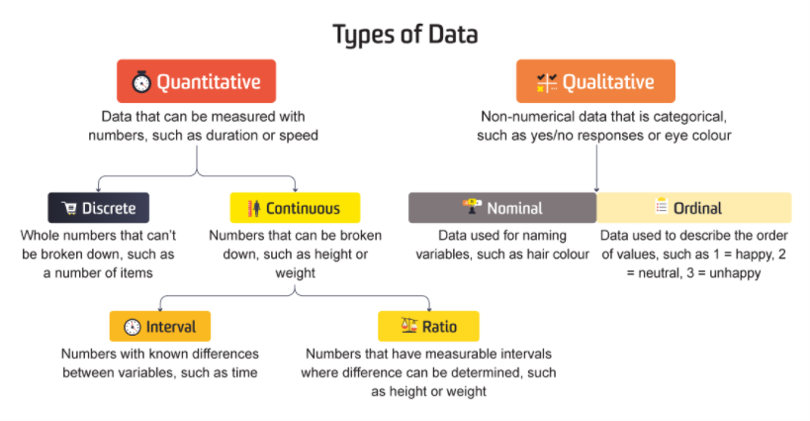 Types of Data
Quantitative
Qualitative
Data that can be measured with
numbers, such as duration or speed
Non-numerical data that is categorical,
such as yes/no responses or eye colour
Discrete
Continuous
Nominal
Ordinal
Whole numbers that can't
be broken down, such as
a number of items
Numbers that can be broken
down, such as height or
weight
Data used for naming
variables, such as hair colour
Data used to describe the order
of values, such as 1 = happy, 2
= neutral, 3 = unhappy
Interval
Ratio
Numbers with known differences
between variables, such as time
Numbers that have measurable intervals
where difference can be determined, such
as height or weight